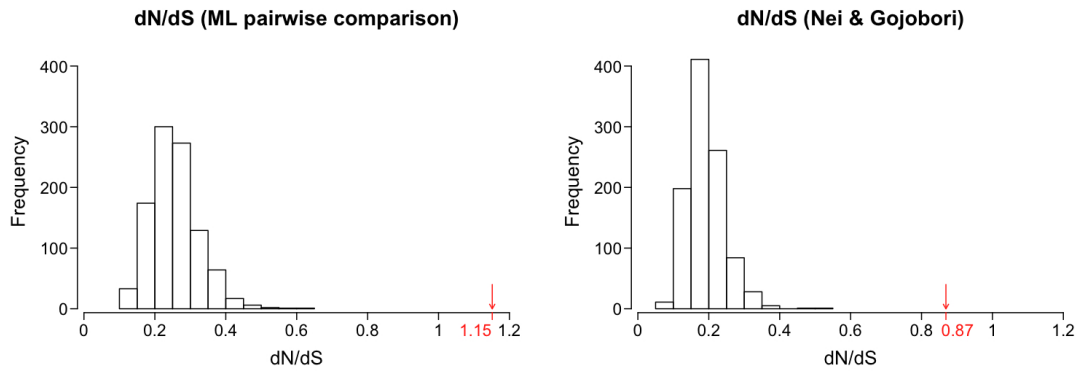 dN/dS (ML pairwise comparison)
400
300
200
100
0
Frequency
0 0.2 0.4 0.6 0.8 1 1.15 1.2
dN/dS
dN/dS (Nei & Gojobori)
400
300
200
100
0
Frequency
0 0.2 0.4 0.6 0.8 0.87 1 1.2
dN/dS